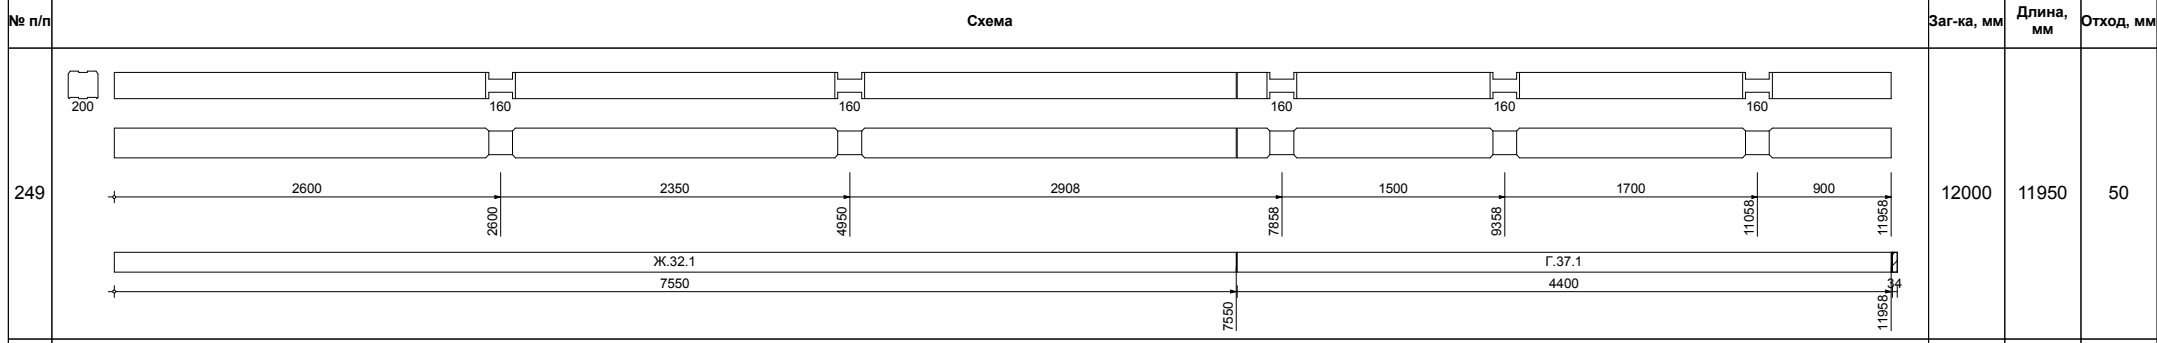 № п/п Схема Заг-ка, мм Длина, мм Отход, мм
200 160 160 160 160 160
2600 2350 2908 1500 1700 900
249 12000 11950 50
2600 4950 7858 9358 11058 11958
Ж.32.1 Г.37.1
7550 4400 34
7550 11958